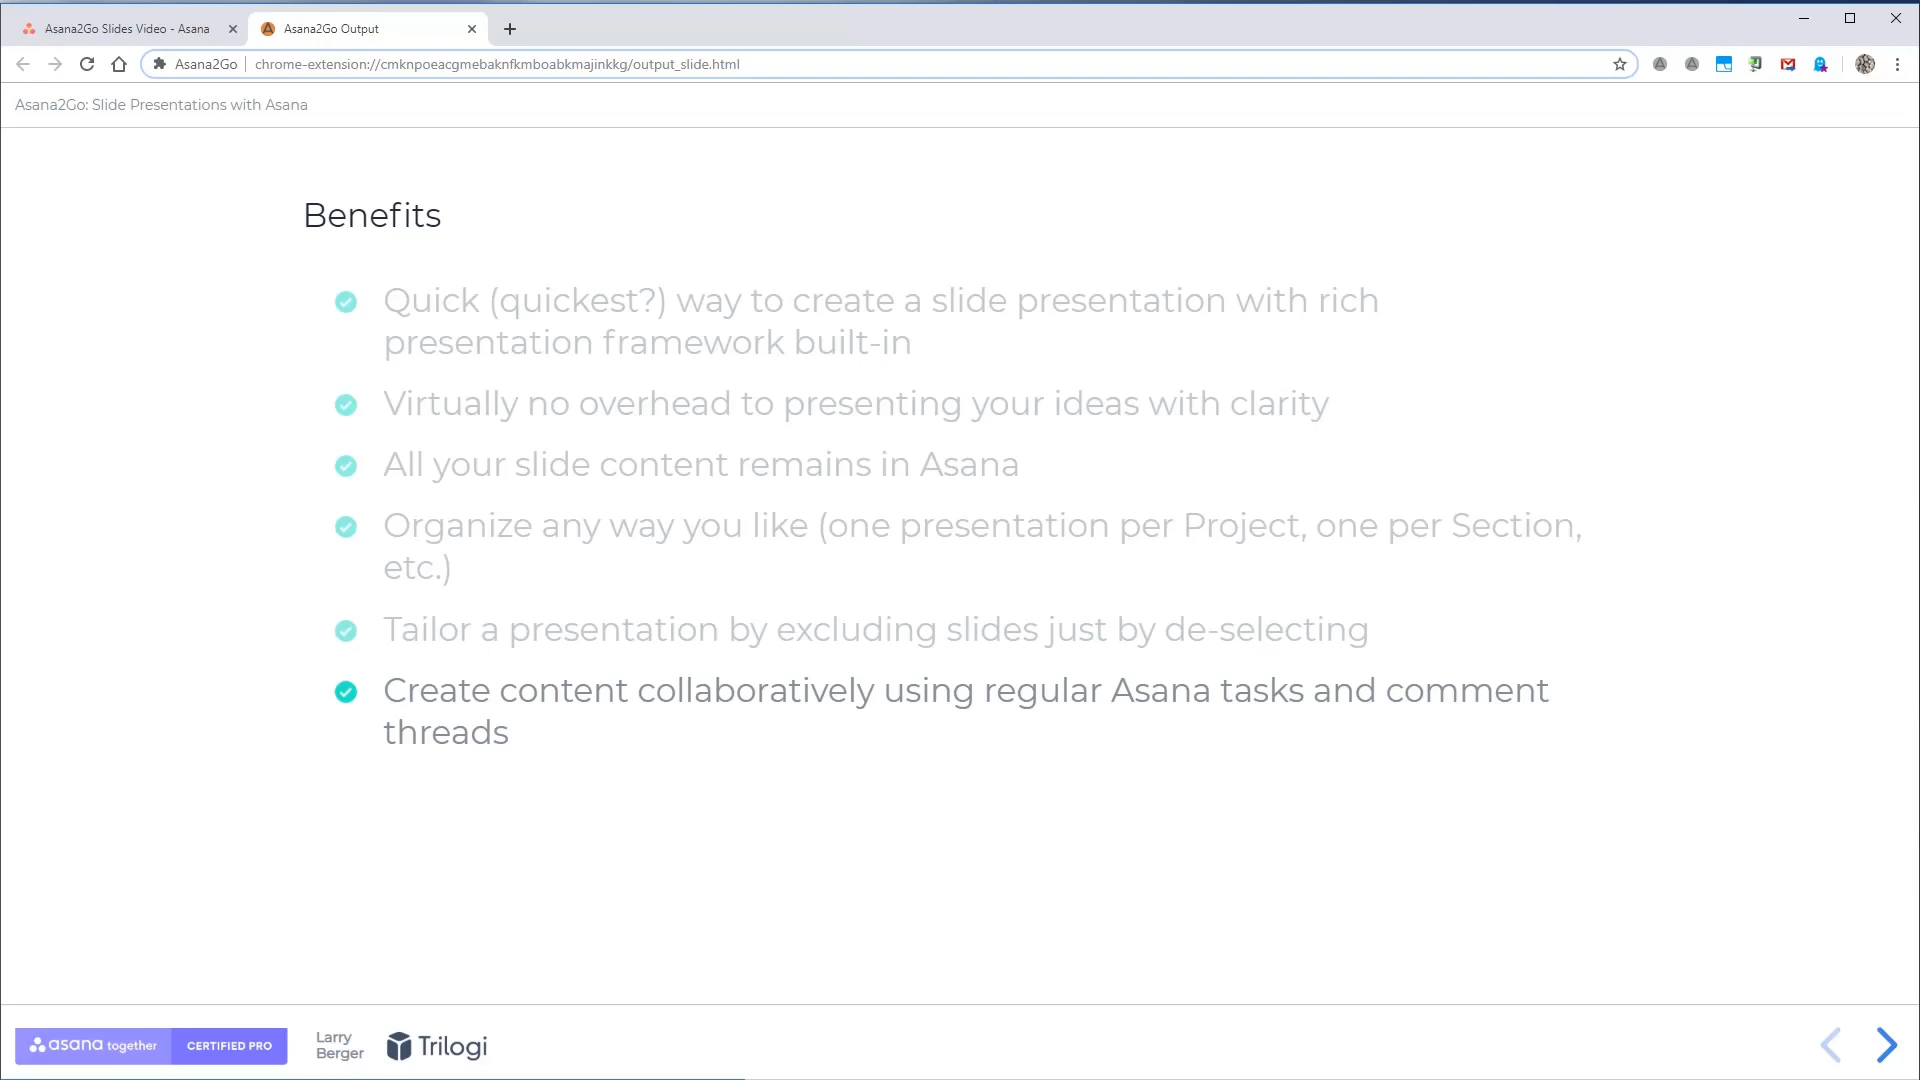 Asana2Go Slides Video - Asana
Asana2Go Output
Asana2Go
chrome-extension://cmknpoeacgmebaknfkmboabkmajinkkg/output_slide.html
Asana2Go: Slide Presentations with Asana
Benefits
Quick (quickest?) way to create a slide presentation with rich
presentation framework built-in
Virtually no overhead to presenting your ideas with clarity
All your slide content remains in Asana
Organize any way you like (one presentation per Project, one per Section,
etc.)
Tailor a presentation by excluding slides just by de-selecting
Create content collaboratively using regular Asana tasks and comment
threads
asana together CERTIFIED PRO
Larry
Berger
Trilogi